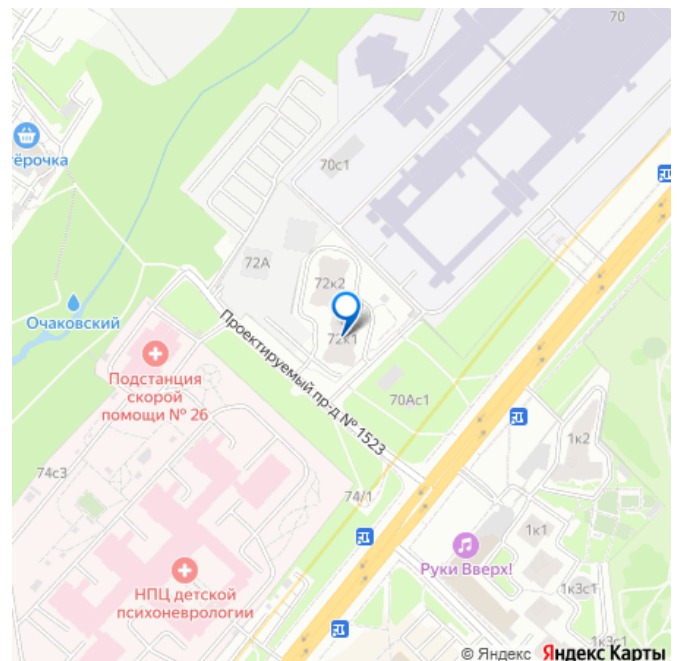 70
тёрочка
70с1
72А
72к2
72к1
Очаковский
Проектируемый пр-д № 1523
Подстанция
скорой
помощи № 26
70Ас1
1к2
74с3
74/1
1к1
Руки Вверх!
НПЦ детской
психоневрологии
1к3с1
1к3с1
© Яндекс Яндекс Карты